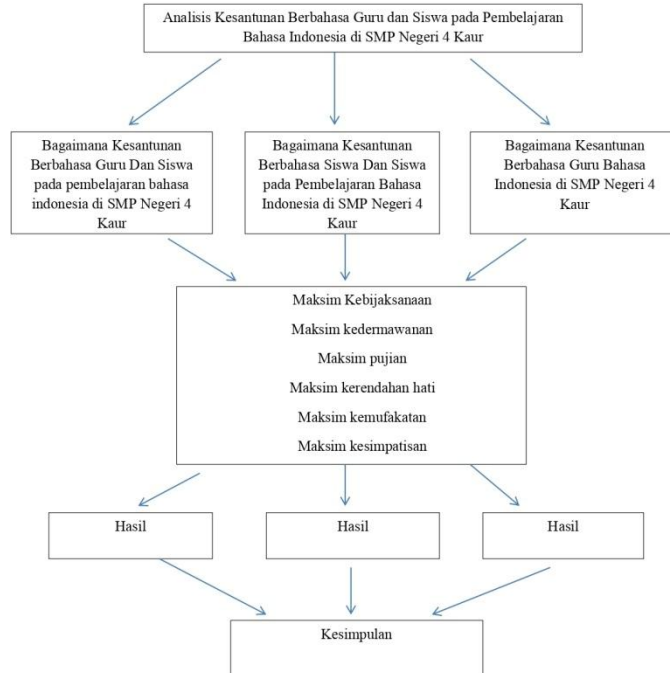 Analisis Kesantunan Berbahasa Guru dan Siswa pada Pembelajaran
Bahasa Indonesia di SMP Negeri 4 Kaur
Bagaimana Kesantunan
Berbahasa Guru Dan Siswa
pada pembelajaran bahasa
indonesia di SMP Negeri 4
Kaur
Bagaimana Kesantunan
Berbahasa Siswa Dan Siswa
pada Pembelajaran Bahasa
Indonesia di SMP Negeri 4
Kaur
Bagaimana Kesantunan
Berbahasa Guru Bahasa
Indonesia di SMP Negeri 4
Kaur
Maksim Kebijaksanaan
Maksim kedermawanan
Maksim pujian
Maksim kerendahan hati
Maksim kemufakatan
Maksim kesimpatisan
Hasil
Hasil
Hasil
Kesimpulan